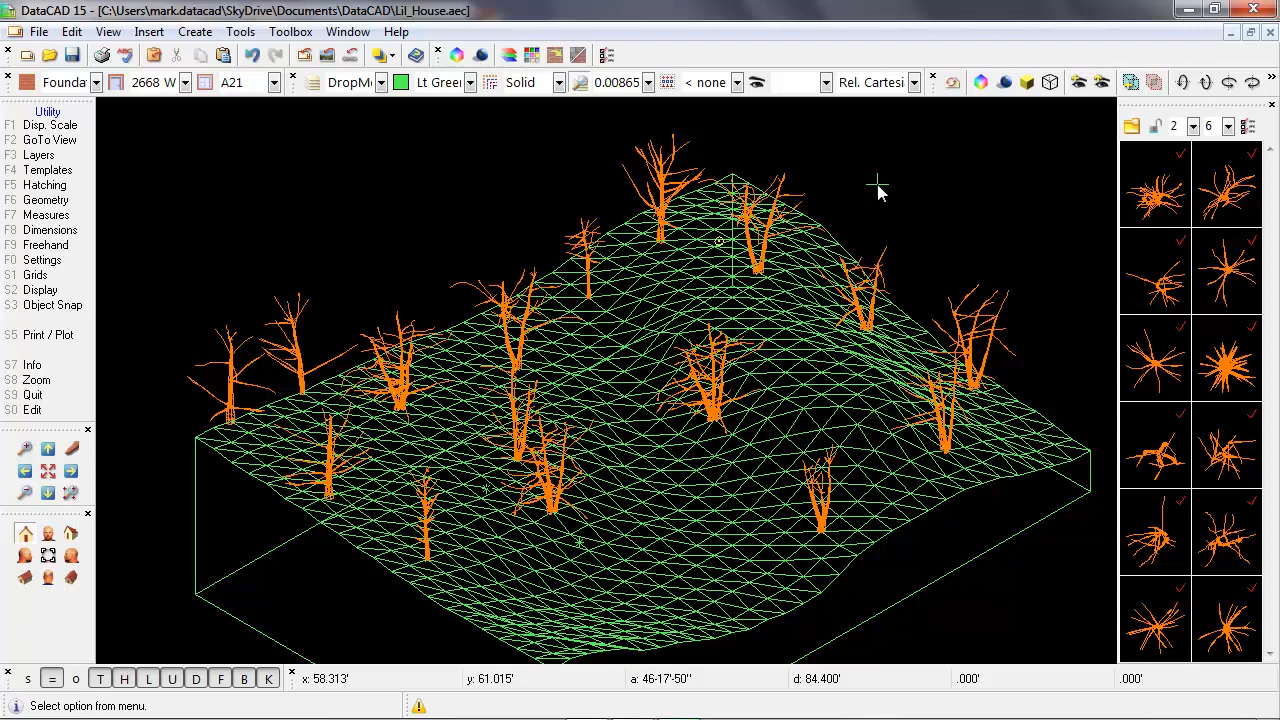 DataCAD 15 - [C:\Users\mark.datacad\SkyDrive\Documents\DataCAD\Lil_House.aec]
File Edit View Insert Create Tools Toolbox Window Help
Founda 2668 W A21 DropMo Lt Green Solid 0.00865 < none Rel. Cartesi
Utility
F1 Disp. Scale
F2 GoTo View
F3 Layers
F4 Templates
F5 Hatching
F6 Geometry
F7 Measures
F8 Dimensions
F9 Freehand
F0 Settings
S1 Grids
S2 Display
S3 Object Snap
S5 Print / Plot
S7 Info
S8 Zoom
S9 Quit
S0 Edit
2 6
s = o T H L U D F B K x: 58.313' y: 61.015' a: 46-17'-50" d: 84.400' .000' .000'
Select option from menu.